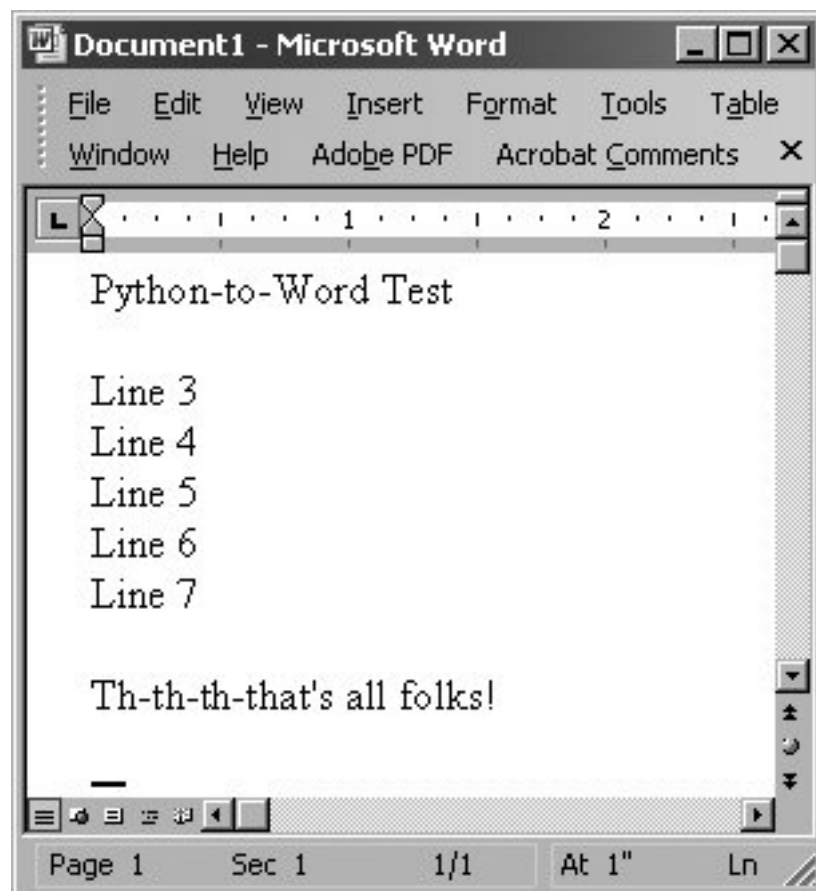 Document1 - Microsoft Word
File Edit View Insert Format Tools Table
Window Help Adobe PDF Acrobat Comments
1 2
Python-to-Word Test
Line 3
Line 4
Line 5
Line 6
Line 7
Th-th-th-that's all folks!
Page 1 Sec 1 1/1 At 1" Ln